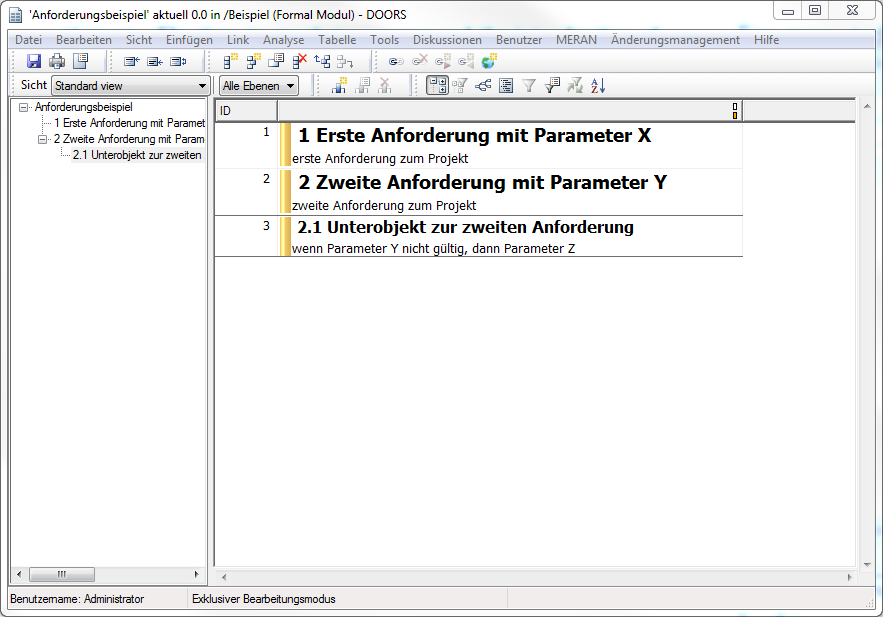 'Anforderungsbeispiel' aktuell 0.0 in /Beispiel (Formal Modul) - DOORS
Datei Bearbeiten Sicht Einfügen Link Analyse Tabelle Tools Diskussionen Benutzer MERAN Änderungsmanagement Hilfe
Sicht Standard view Alle Ebenen
Anforderungsbeispiel
1 Erste Anforderung mit Paramet
2 Zweite Anforderung mit Param
2.1 Unterobjekt zur zweiten
ID
1 1 Erste Anforderung mit Parameter X
erste Anforderung zum Projekt
2 2 Zweite Anforderung mit Parameter Y
zweite Anforderung zum Projekt
3 2.1 Unterobjekt zur zweiten Anforderung
wenn Parameter Y nicht gültig, dann Parameter Z
Benutzername: Administrator Exklusiver Bearbeitungsmodus